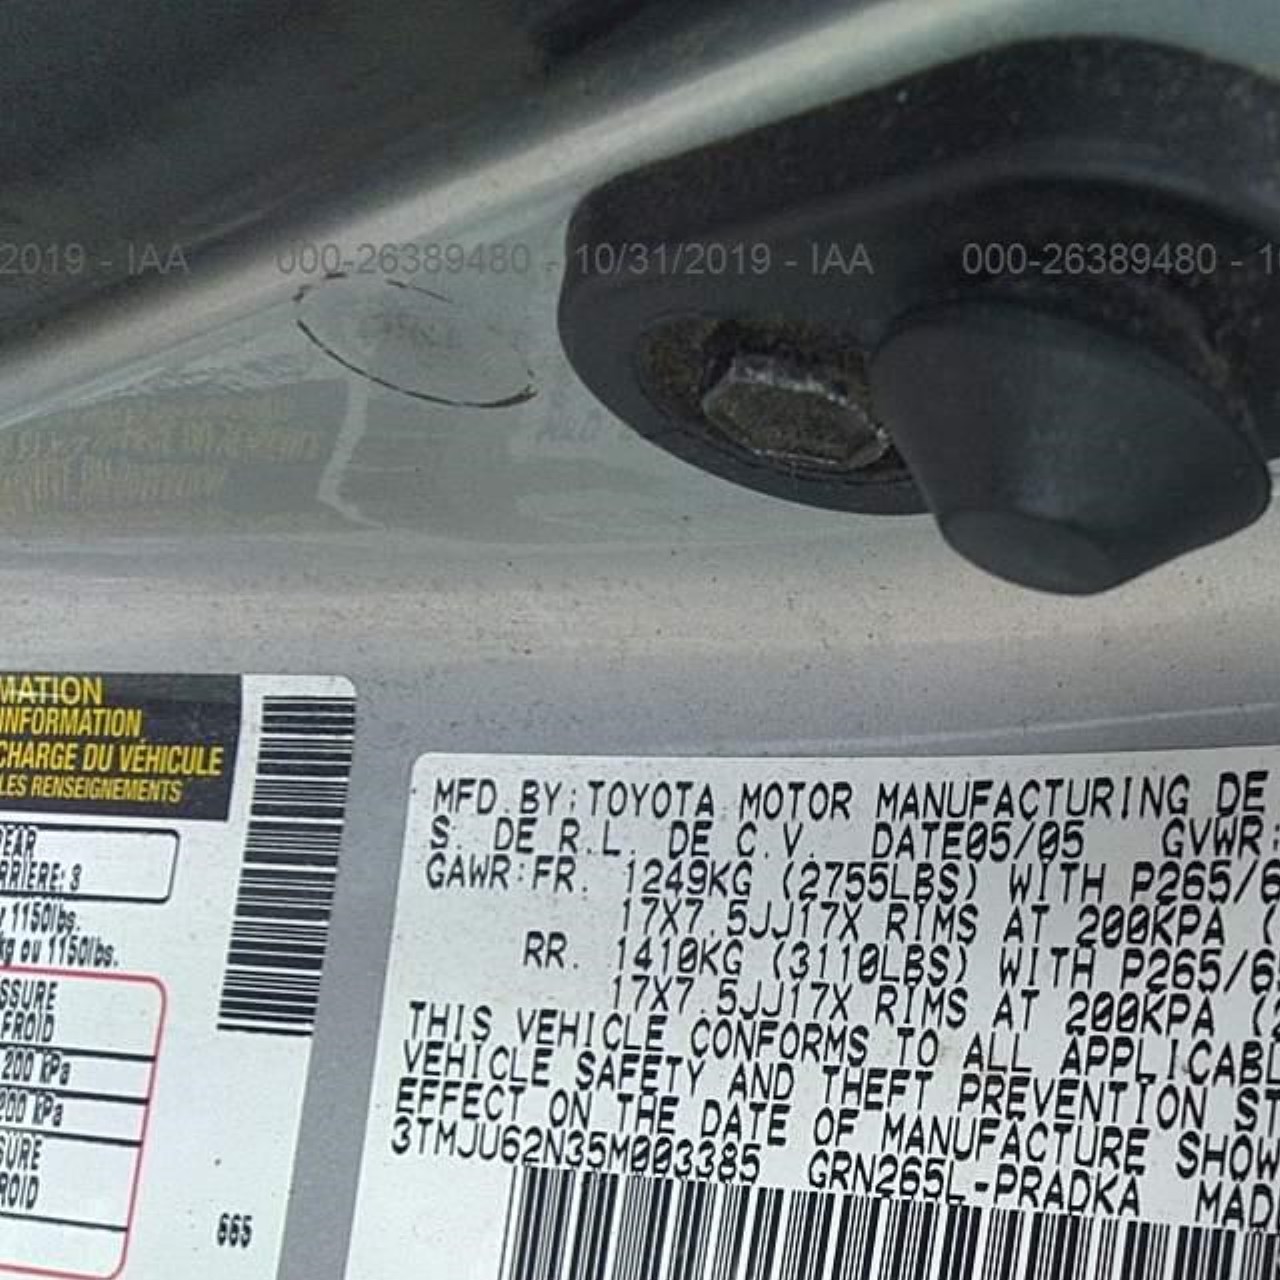 2019 - IAA 000-26389480 - 10/31/2019 - IAA 000-26389480 - 10
MATION
INFORMATION
CHARGE DU VÉHICULE
LES RENSEIGNEMENTS
REAR
RRIÈRE: 3
1150lbs.
kg ou 1150lbs.
SSURE
FROID
200 kPa
200 kPa
SURE
ROID
665
MFD.BY:TOYOTA MOTOR MANUFACTURING DE
S. DE R.L. DE C.V. DATE05/05 GVWR:
GAWR:FR. 1249KG (2755LBS) WITH P265/6
17X7.5JJ17X RIMS AT 200KPA (
RR. 1410KG (3110LBS) WITH P265/65
17X7.5JJ17X RIMS AT 200KPA (2
THIS VEHICLE CONFORMS TO ALL APPLICABL
VEHICLE SAFETY AND THEFT PREVENTION ST
EFFECT ON THE DATE OF MANUFACTURE SHOW
3TMJU62N35M003385 GRN265L-PRADKA MAD